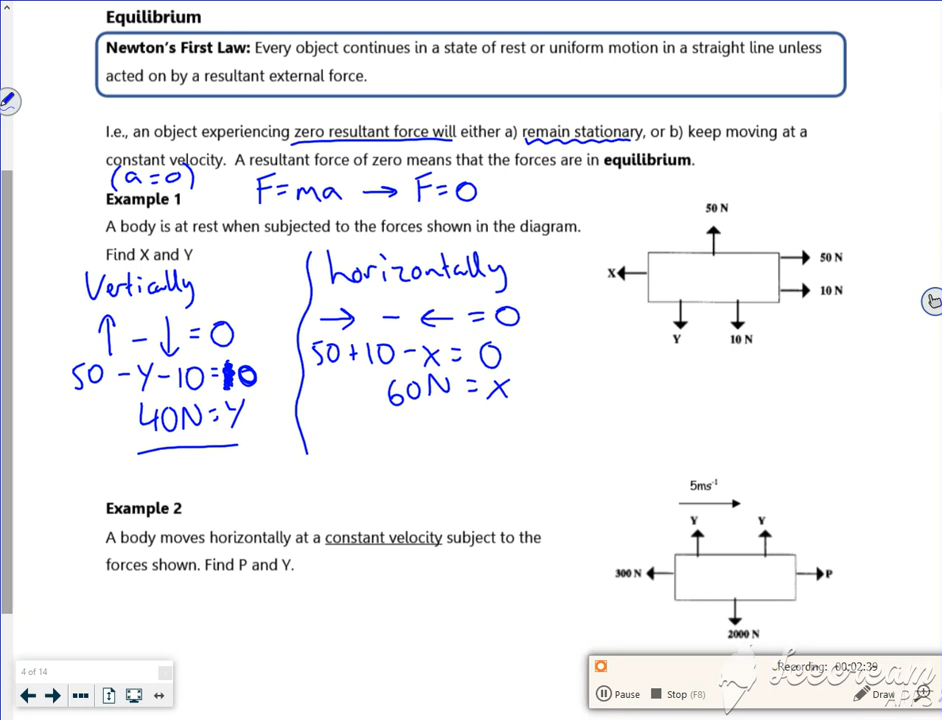 Equilibrium
Newton's First Law: Every object continues in a state of rest or uniform motion in a straight line unless
acted on by a resultant external force.
I.e., an object experiencing zero resultant force will either a) remain stationary, or b) keep moving at a
constant velocity. A resultant force of zero means that the forces are in equilibrium.
(a=0) F=ma → F=0
Example 1
A body is at rest when subjected to the forces shown in the diagram.
Find X and Y
Vertically
↑ - ↓ = 0
50 - Y - 10 = 0
40N = Y
horizontally
→ - ← = 0
50 + 10 - X = 0
60N = X
50 N
X
50 N
10 N
Y
10 N
Example 2
A body moves horizontally at a constant velocity subject to the
forces shown. Find P and Y.
5ms⁻¹
Y
Y
300 N
P
2000 N
4 of 14
Recording: 00:02:39
Pause
Stop (F8)
Draw
Icecream
APPS